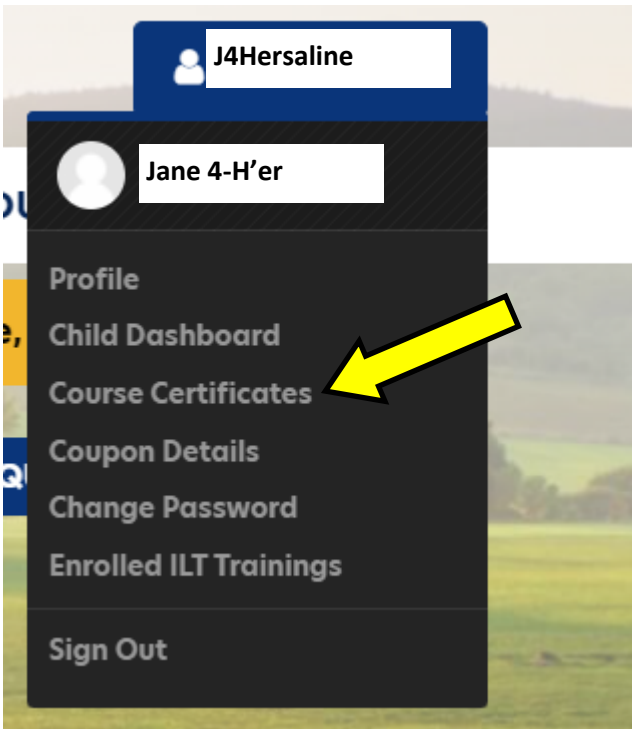 J4Hersaline
Jane 4-H’er
Profile
Child Dashboard
Course Certificates
Coupon Details
Change Password
Enrolled ILT Trainings
Sign Out